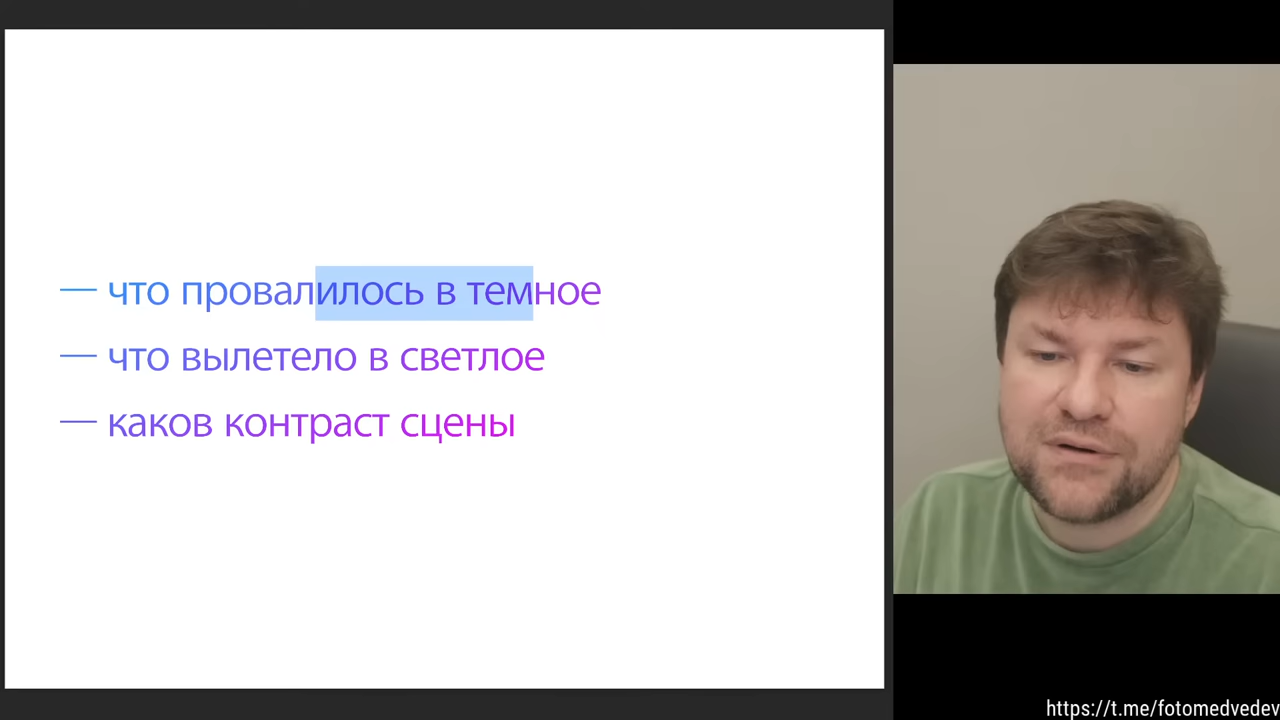 — что провалилось в темное
— что вылетело в светлое
— каков контраст сцены
https://t.me/fotomedvedev